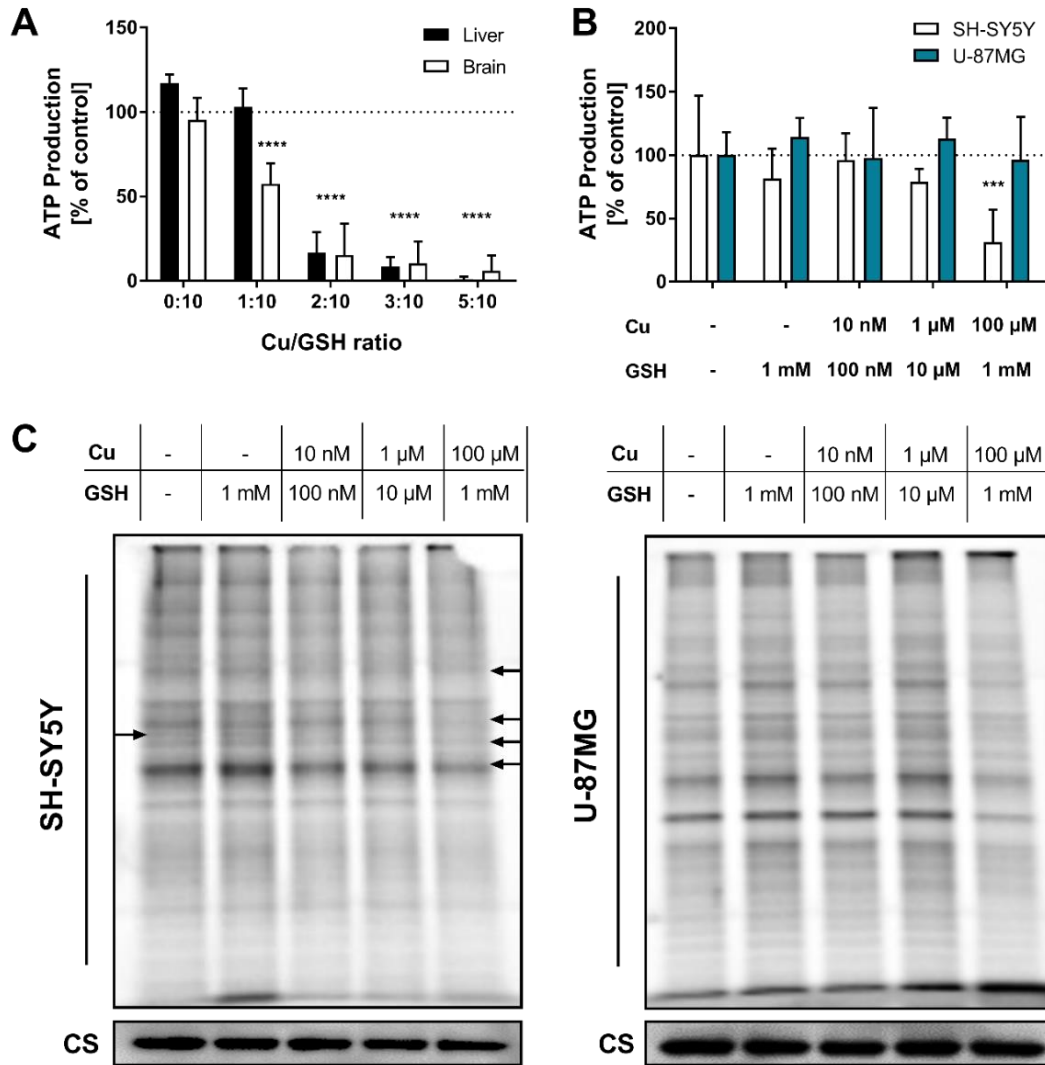 A
ATP Production
[% of control]
150
100
50
0
Liver
Brain
****
****
****
****
0:10
1:10
2:10
3:10
5:10
Cu/GSH ratio
B
ATP Production
[% of control]
200
150
100
50
0
SH-SY5Y
U-87MG
***
Cu - - 10 nM 1 µM 100 µM
GSH - 1 mM 100 nM 10 µM 1 mM
C
Cu - - 10 nM 1 µM 100 µM
GSH - 1 mM 100 nM 10 µM 1 mM
SH-SY5Y
CS
Cu - - 10 nM 1 µM 100 µM
GSH - 1 mM 100 nM 10 µM 1 mM
U-87MG
CS